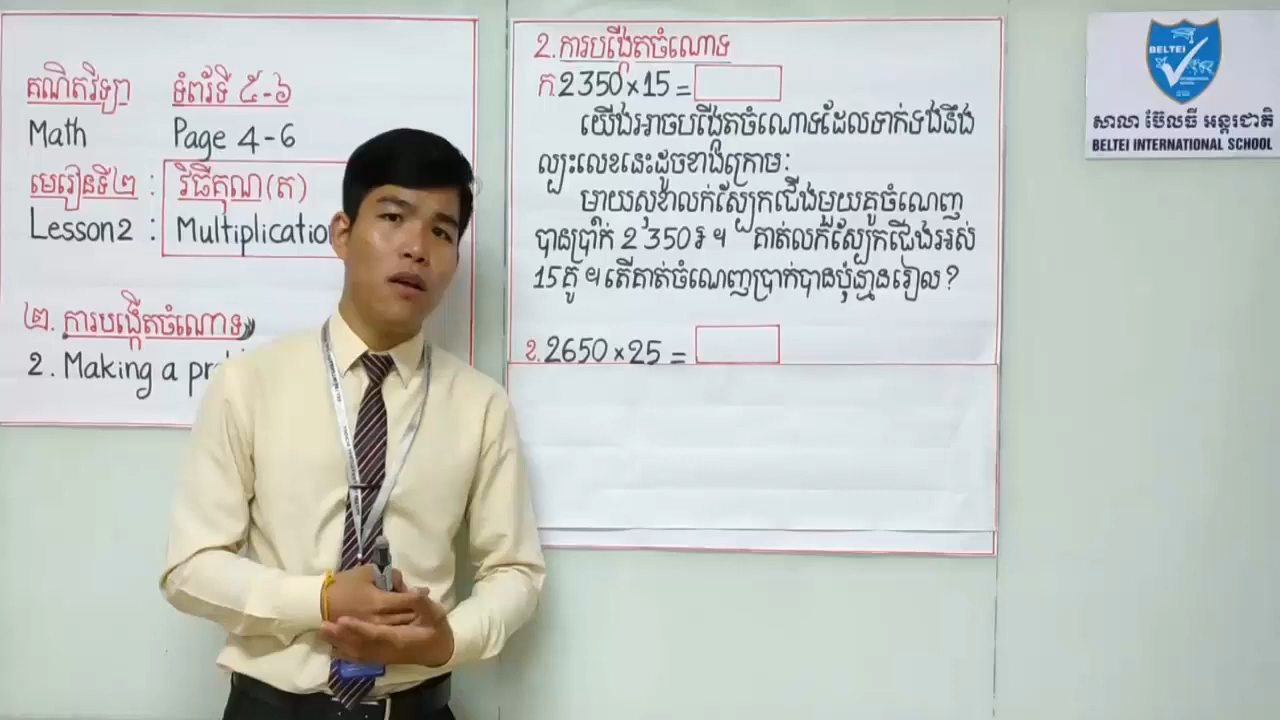 គណិតវិទ្យា ទំព័រទី ៥-៦
Math Page 4-6
មេរៀនទី២ : វិធីគុណ(ត)
Lesson2 : Multiplicatio
២. ការបង្កើតចំណោទ
2. Making a pr
2. ការបង្កើតចំណោទ
ក 2350×15 =
យើងអាចបង្កើតចំណោទដែលទាក់ទងនឹង
ល្បះលេខនេះដូចខាងក្រោម:
ម្តាយសុខាលក់ស្បែកជើងមួយគូចំណេញ
បានប្រាក់ 2 350៛ ។ គាត់លក់ស្បែកជើងអស់
15 គូ ។ តើគាត់ចំណេញប្រាក់បានប៉ុន្មានរៀល ?
ខ. 2650×25 =
BELTEI
សាលា ប៊ែលធី អន្តរជាតិ
BELTEI INTERNATIONAL SCHOOL